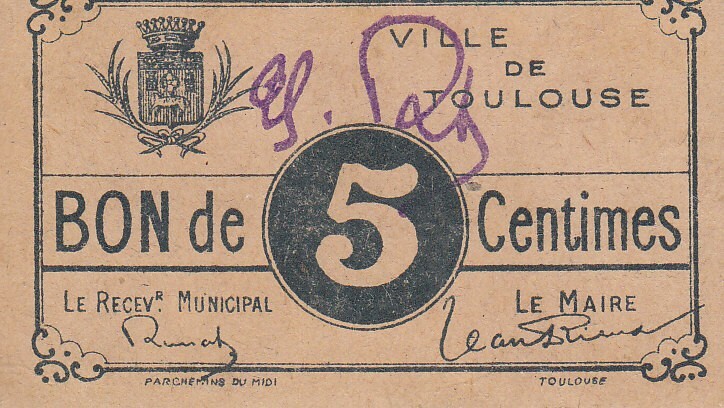 VILLE
DE
TOULOUSE
BON de 5 Centimes
LE RECEVR. MUNICIPAL
LE MAIRE
PARCHEMINS DU MIDI
TOULOUSE